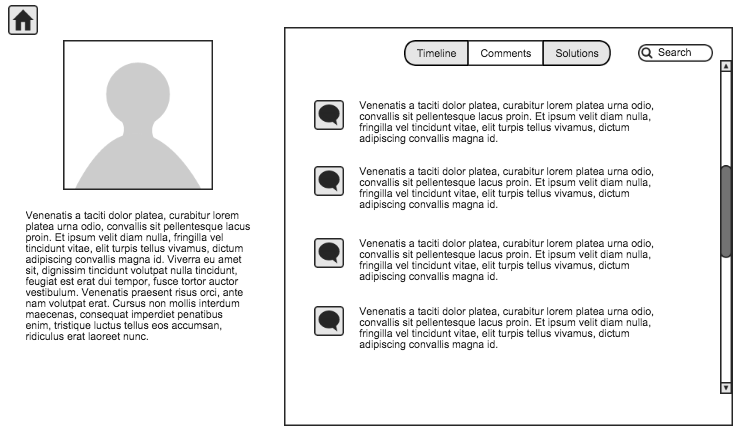 Timeline
Comments
Solutions
Search
Venenatis a taciti dolor platea, curabitur lorem platea urna odio,
convallis sit pellentesque lacus proin. Et ipsum velit diam nulla,
fringilla vel tincidunt vitae, elit turpis tellus vivamus, dictum
adipiscing convallis magna id.
Venenatis a taciti dolor platea, curabitur lorem platea urna odio,
convallis sit pellentesque lacus proin. Et ipsum velit diam nulla,
fringilla vel tincidunt vitae, elit turpis tellus vivamus, dictum
adipiscing convallis magna id.
Venenatis a taciti dolor platea, curabitur lorem platea urna odio,
convallis sit pellentesque lacus proin. Et ipsum velit diam nulla,
fringilla vel tincidunt vitae, elit turpis tellus vivamus, dictum
adipiscing convallis magna id.
Venenatis a taciti dolor platea, curabitur lorem platea urna odio,
convallis sit pellentesque lacus proin. Et ipsum velit diam nulla,
fringilla vel tincidunt vitae, elit turpis tellus vivamus, dictum
adipiscing convallis magna id.
Venenatis a taciti dolor platea, curabitur lorem
platea urna odio, convallis sit pellentesque lacus
proin. Et ipsum velit diam nulla, fringilla vel
tincidunt vitae, elit turpis tellus vivamus, dictum
adipiscing convallis magna id. Viverra eu amet
sit, dignissim tincidunt volutpat nulla tincidunt,
feugiat est erat dui tempor, fusce tortor auctor
vestibulum. Venenatis praesent risus orci, ante
nam volutpat erat. Cursus non mollis interdum
maecenas, consequat imperdiet penatibus
enim, tristique luctus tellus eos accumsan,
ridiculus erat laoreet nunc.